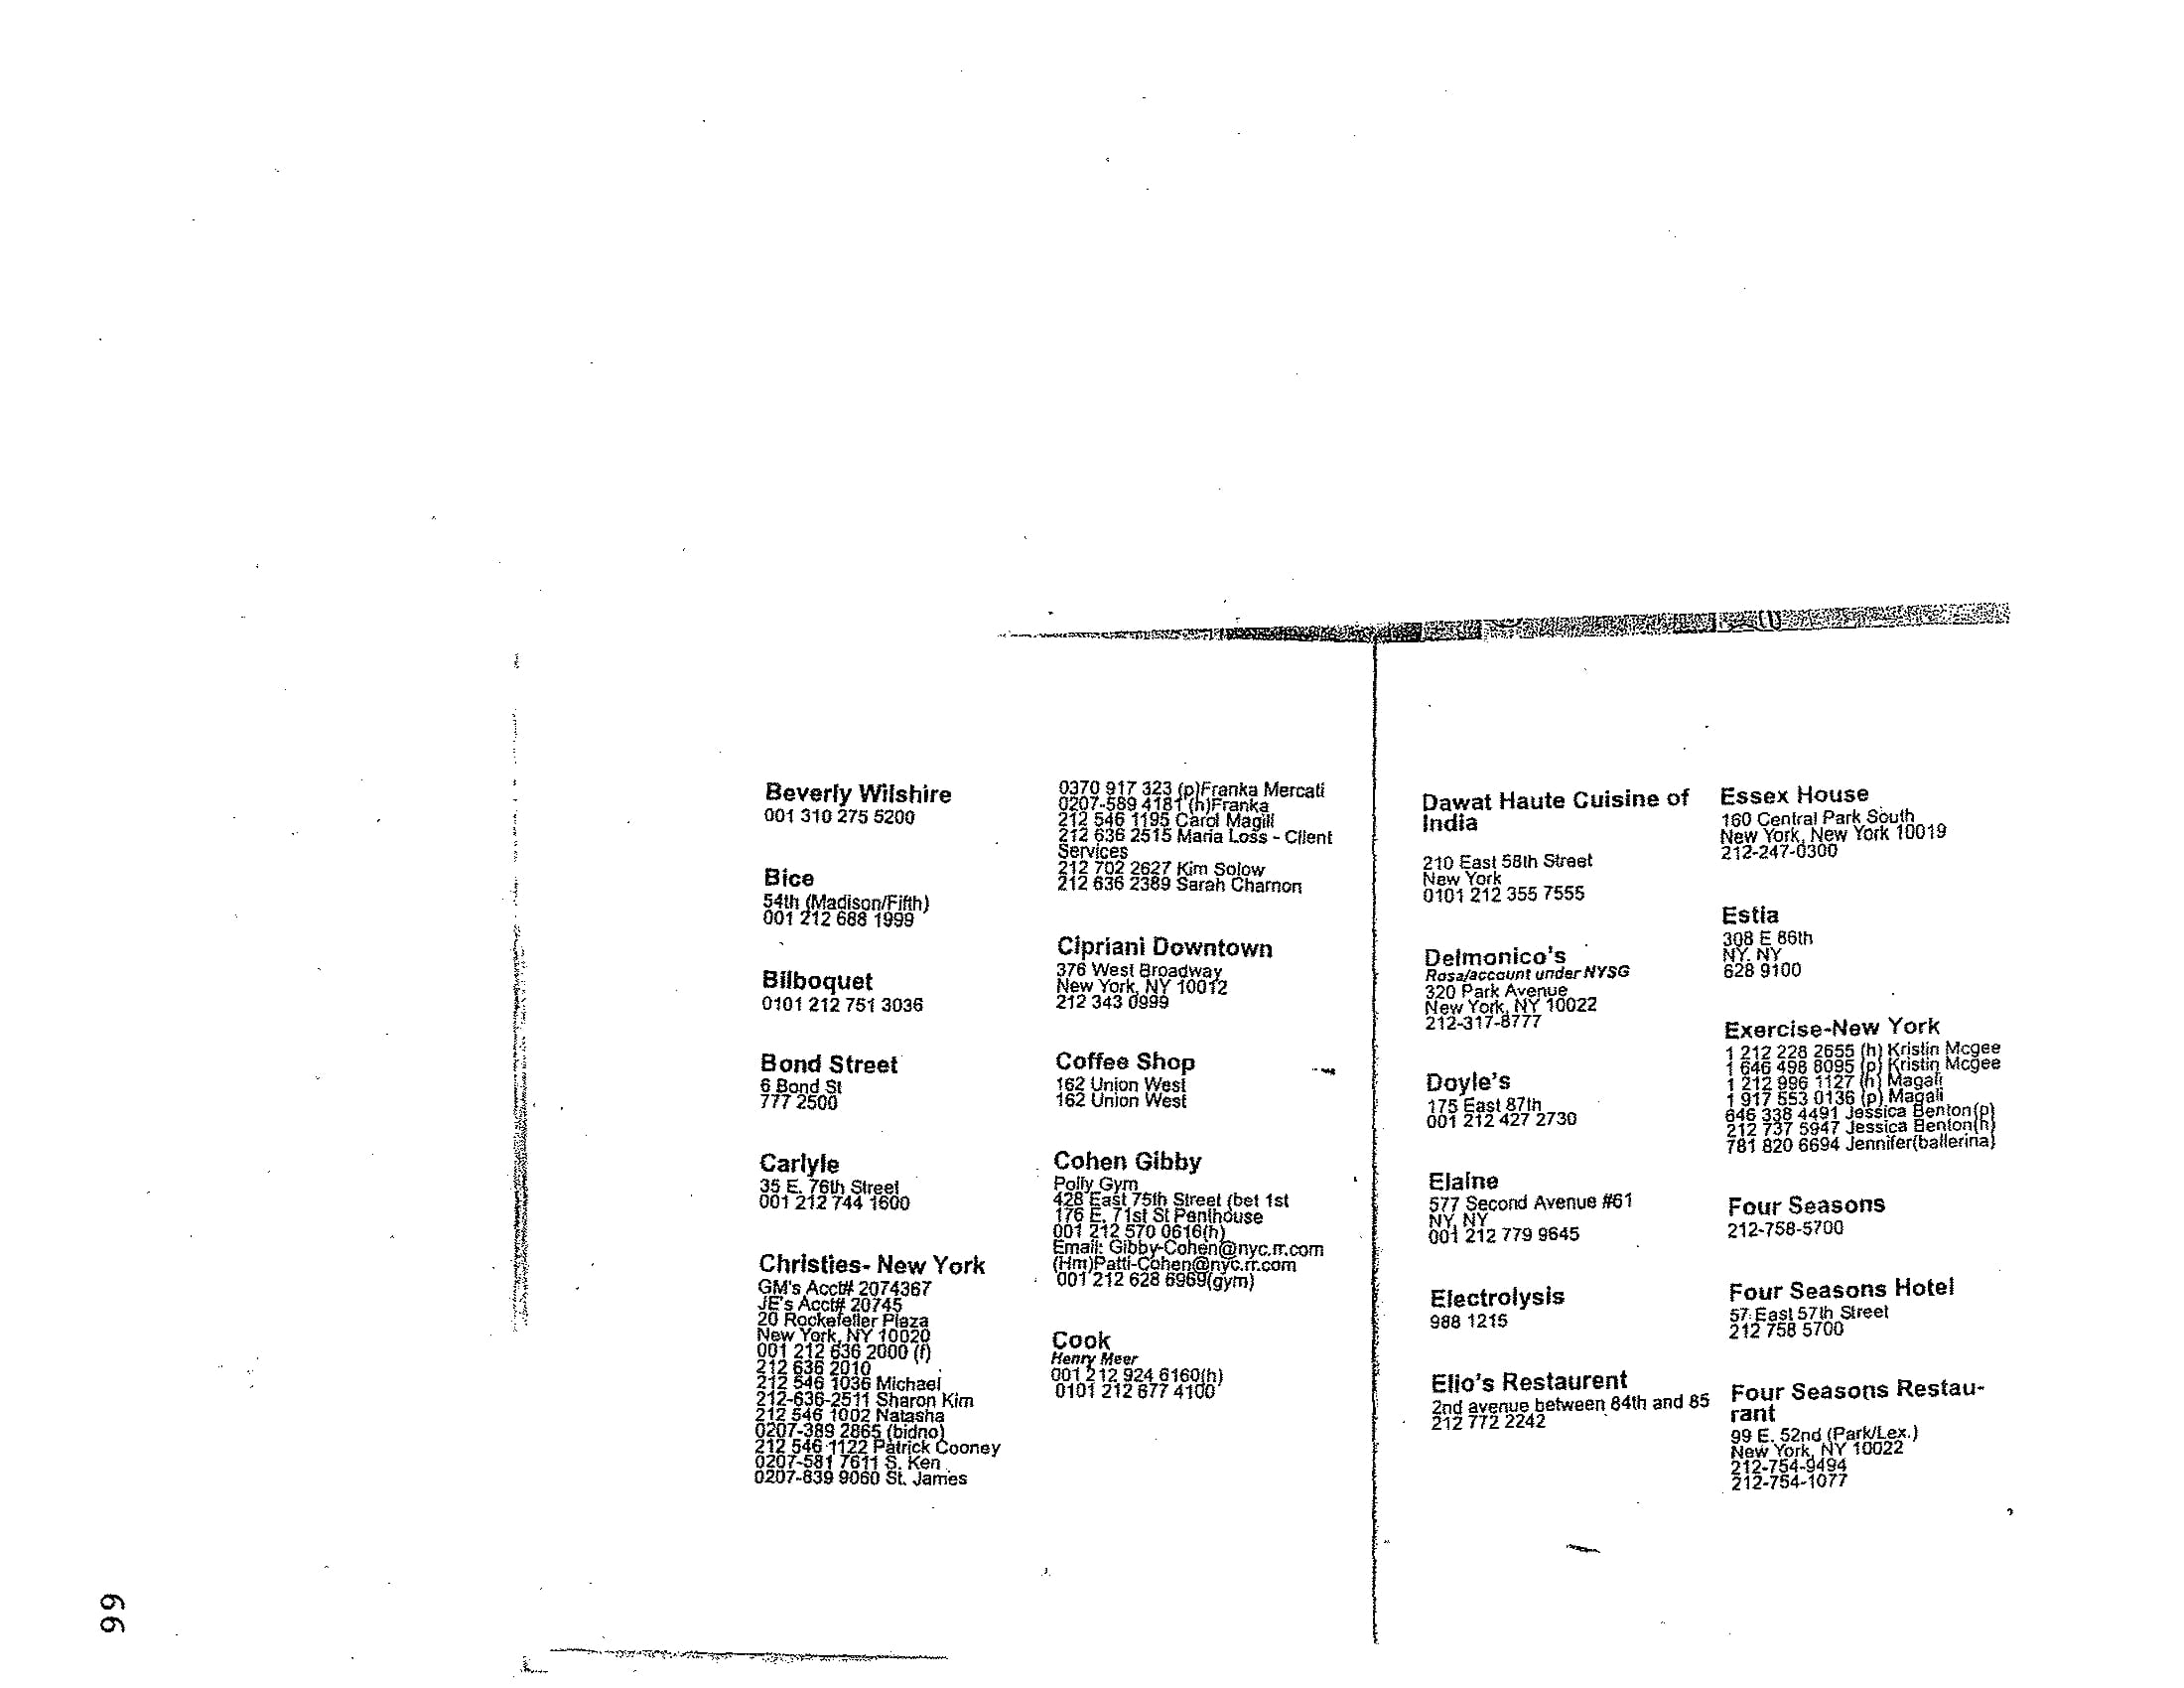 Beverly Wilshire
001 310 275 5200
Bice
54th (Madison/Fifth)
001 212 688 1999
Bilboquet
0101 212 751 3036
Bond Street
6 Bond St
777 2500
Carlyle
35 E. 76th Street
001 212 744 1600
Christies- New York
GM's Acct# 2074367
JE's Acct# 20745
20 Rockefeller Plaza
New York, NY 10020
001 212 636 2000 (f)
212 636 2010
212 546 1036 Michael
212-636-2511 Sharon Kim
212 546 1002 Natasha
0207-389 2865 (bidno)
212 546 1122 Patrick Cooney
0207-581 7611 S. Ken
0207-839 9060 St. James
0370 917 323 (p)Franka Mercati
0207-589 4181 (h)Franka
212 546 1195 Carol Magill
212 636 2515 Maria Loss - Client
Services
212 702 2627 Kim Solow
212 636 2389 Sarah Charnon
Cipriani Downtown
376 West Broadway
New York, NY 10012
212 343 0999
Coffee Shop
162 Union West
162 Union West
Cohen Gibby
Polly Gym
428 East 75th Street (bet 1st
176 E. 71st St Penthouse
001 212 570 0616(h)
Email: Gibby-Cohen@nyc.rr.com
(Hm)Patti-Cohen@nyc.rr.com
001 212 628 6969(gym)
Cook
Henry Meer
001 212 924 6160(h)
0101 212 677 4100
Dawat Haute Cuisine of
India
210 East 58th Street
New York
0101 212 355 7555
Delmonico's
Rosa/account under NYSG
320 Park Avenue
New York, NY 10022
212-317-8777
Doyle's
175 East 87th
001 212 427 2730
Elaine
577 Second Avenue #61
NY, NY
001 212 779 9645
Electrolysis
988 1215
Elio's Restaurent
2nd avenue between 84th and 85
212 772 2242
Essex House
160 Central Park South
New York, New York 10019
212-247-0300
Estia
308 E 86th
NY. NY
628 9100
Exercise-New York
1 212 228 2655 (h) Kristin Mcgee
1 646 498 8095 (p) Kristin Mcgee
1 212 996 1127 (h) Magali
1 917 553 0136 (p) Magali
646 338 4491 Jessica Benton(p)
212 737 5947 Jessica Benton(h)
781 820 6694 Jennifer(ballerina)
Four Seasons
212-758-5700
Four Seasons Hotel
57 East 57th Street
212 758 5700
Four Seasons Restau-
rant
99 E. 52nd (Park/Lex.)
New York, NY 10022
212-754-9494
212-754-1077
66